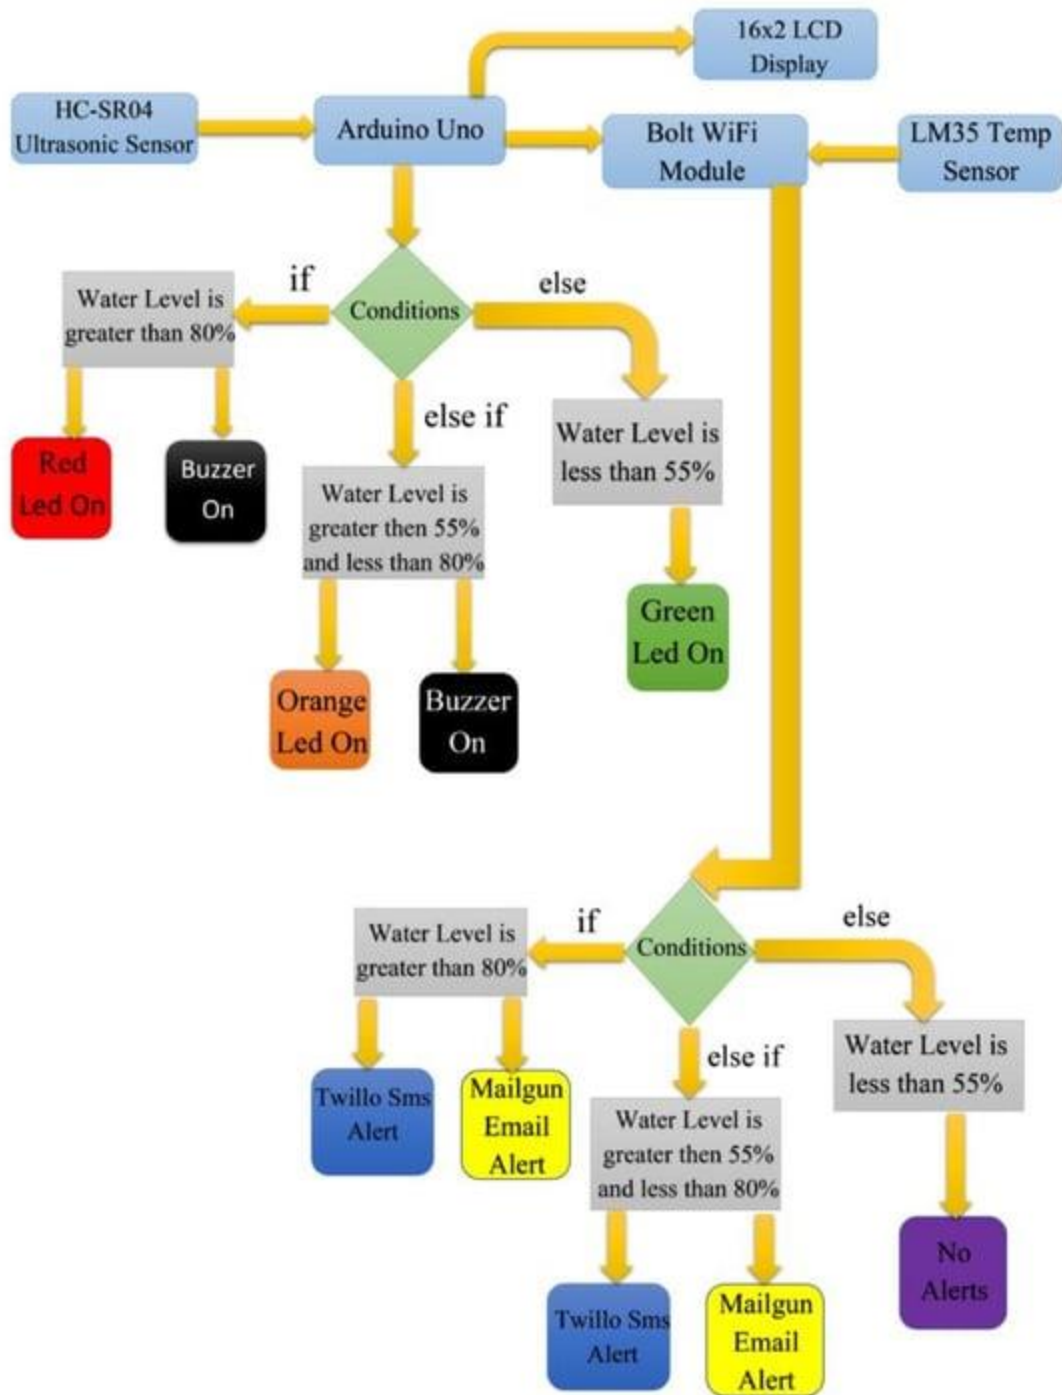 16x2 LCD
Display
HC-SR04
Ultrasonic Sensor
Arduino Uno
Bolt WiFi
Module
LM35 Temp
Sensor
if
Conditions
else
Water Level is
greater than 80%
else if
Water Level is
less than 55%
Red
Led On
Buzzer
On
Water Level is
greater then 55%
and less than 80%
Green
Led On
Orange
Led On
Buzzer
On
if
Conditions
else
Water Level is
greater than 80%
else if
Water Level is
less than 55%
Twillo Sms
Alert
Mailgun
Email
Alert
Water Level is
greater then 55%
and less than 80%
No
Alerts
Twillo Sms
Alert
Mailgun
Email
Alert